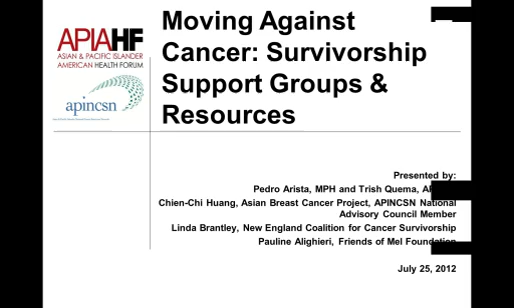 Moving Against
Cancer: Survivorship
Support Groups &
Resources
APIAHF
ASIAN & PACIFIC ISLANDER
AMERICAN HEALTH FORUM
apincsn
Presented by:
Pedro Arista, MPH and Trish Quema,
Chien-Chi Huang, Asian Breast Cancer Project, APINCSN National
Advisory Council Member
Linda Brantley, New England Coalition for Cancer Survivorship
Pauline Alighieri, Friends of Mel Foundation
July 25, 2012